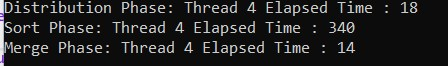 Distribution Phase: Thread 4 Elapsed Time : 18
Sort Phase: Thread 4 Elapsed Time : 340
Merge Phase: Thread 4 Elapsed Time : 14